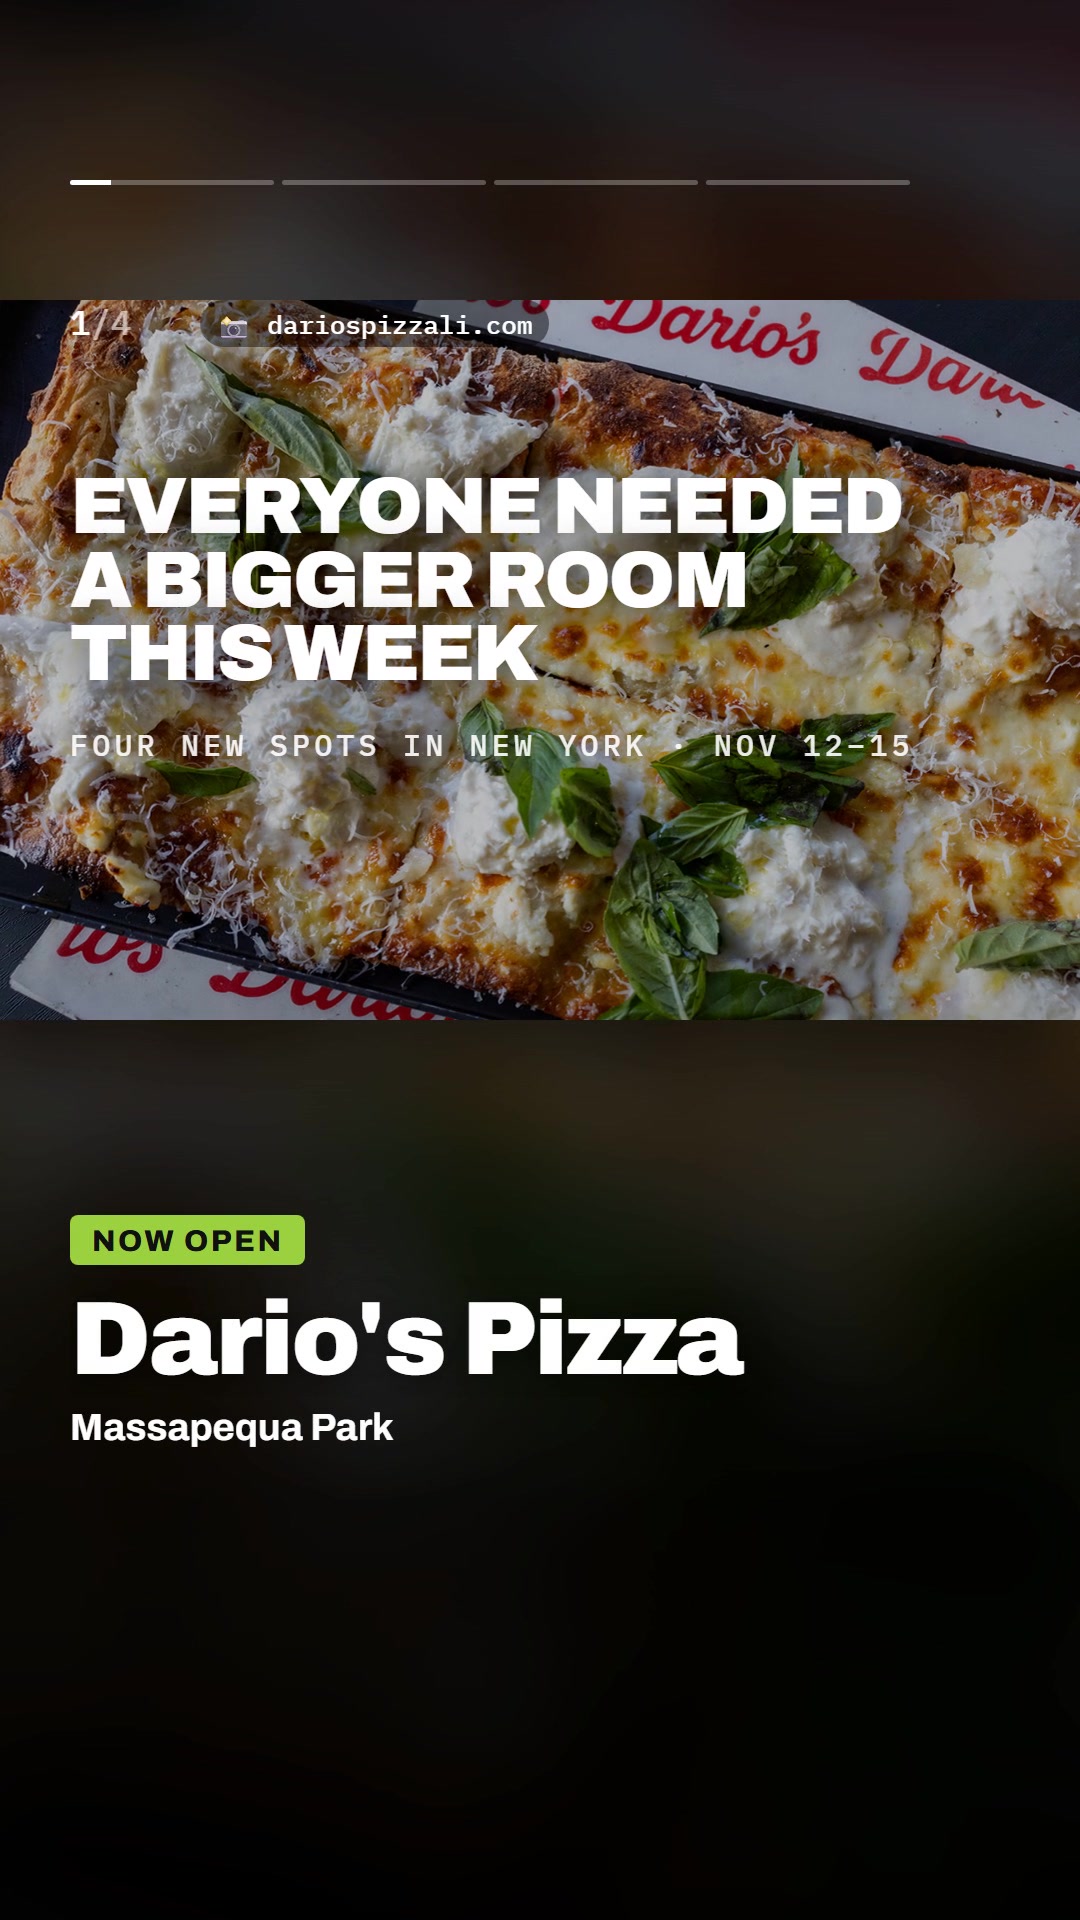 1/4
dariospizzali.com
Dario's Dario's
EVERYONE NEEDED
A BIGGER ROOM
THIS WEEK
FOUR NEW SPOTS IN NEW YORK · NOV 12–15
NOW OPEN
Dario's Pizza
Massapequa Park